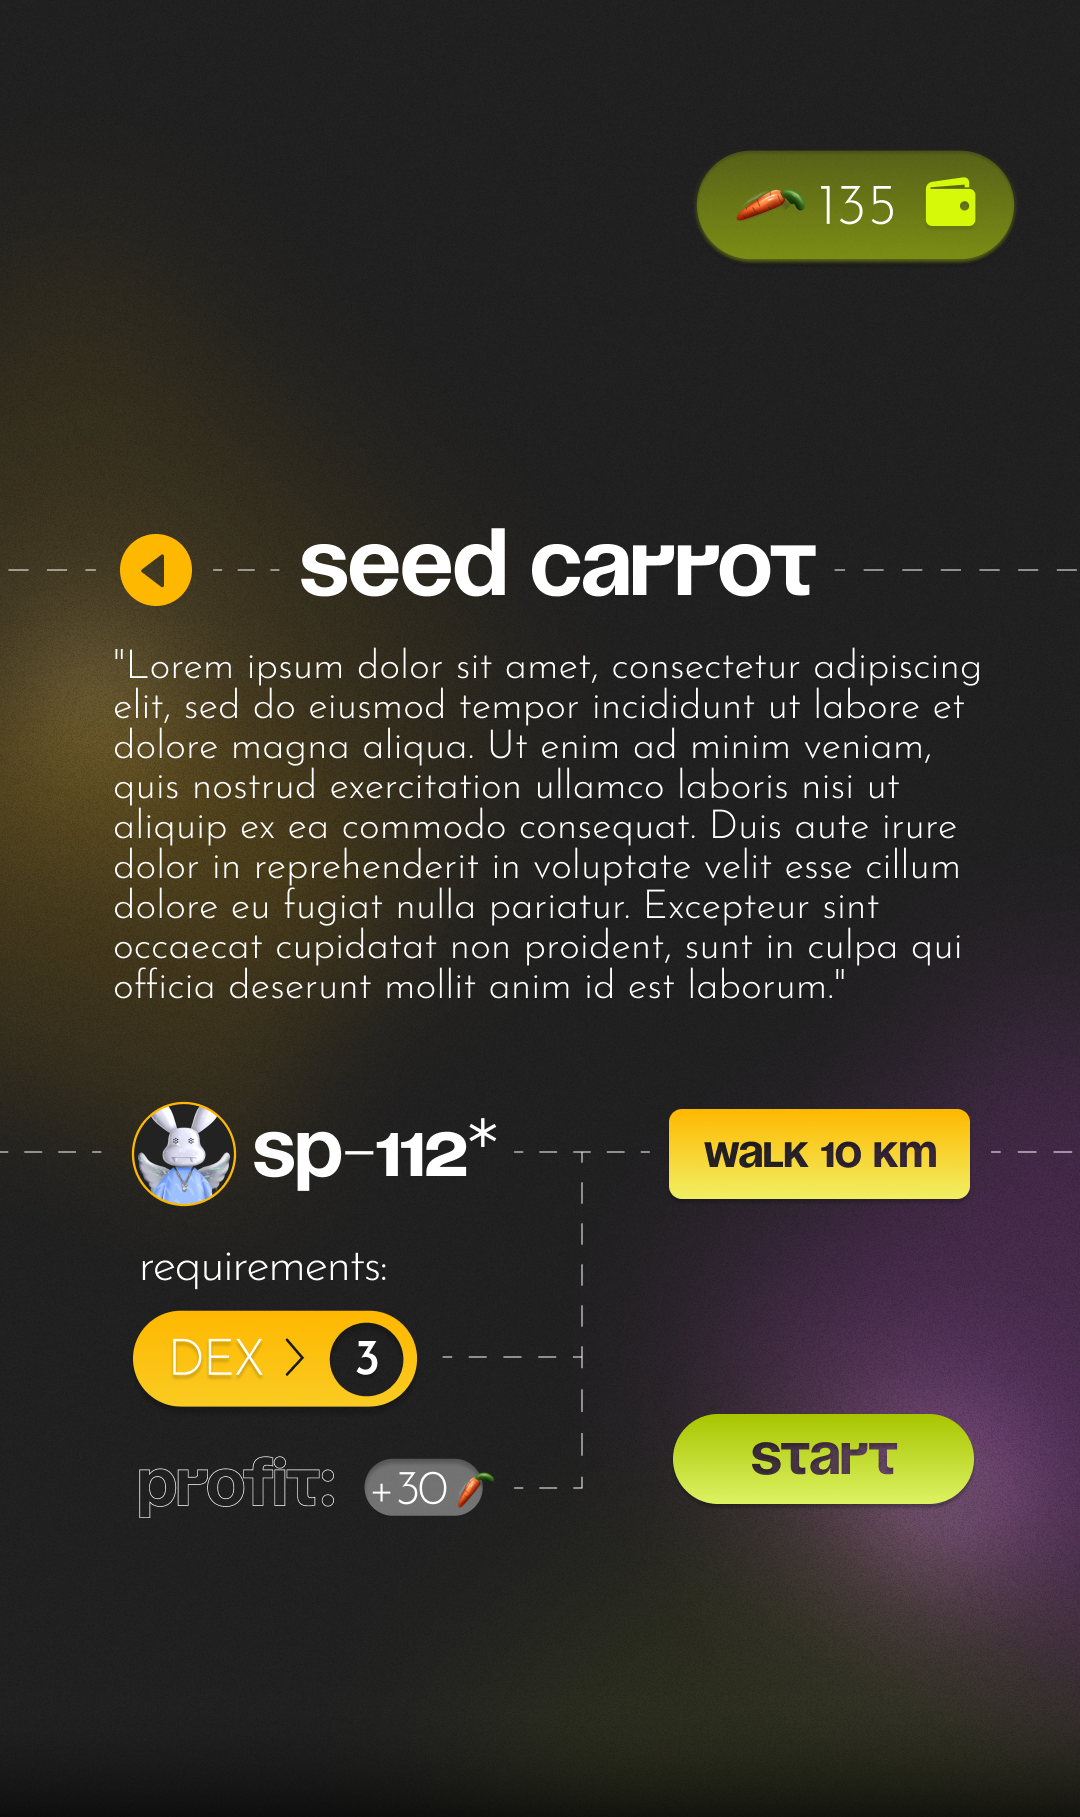 135
seed carrot
"Lorem ipsum dolor sit amet, consectetur adipiscing
elit, sed do eiusmod tempor incididunt ut labore et
dolore magna aliqua. Ut enim ad minim veniam,
quis nostrud exercitation ullamco laboris nisi ut
aliquip ex ea commodo consequat. Duis aute irure
dolor in reprehenderit in voluptate velit esse cillum
dolore eu fugiat nulla pariatur. Excepteur sint
occaecat cupidatat non proident, sunt in culpa qui
officia deserunt mollit anim id est laborum."
sp-112*
walk 10 km
requirements:
DEX > 3
start
profit: +30